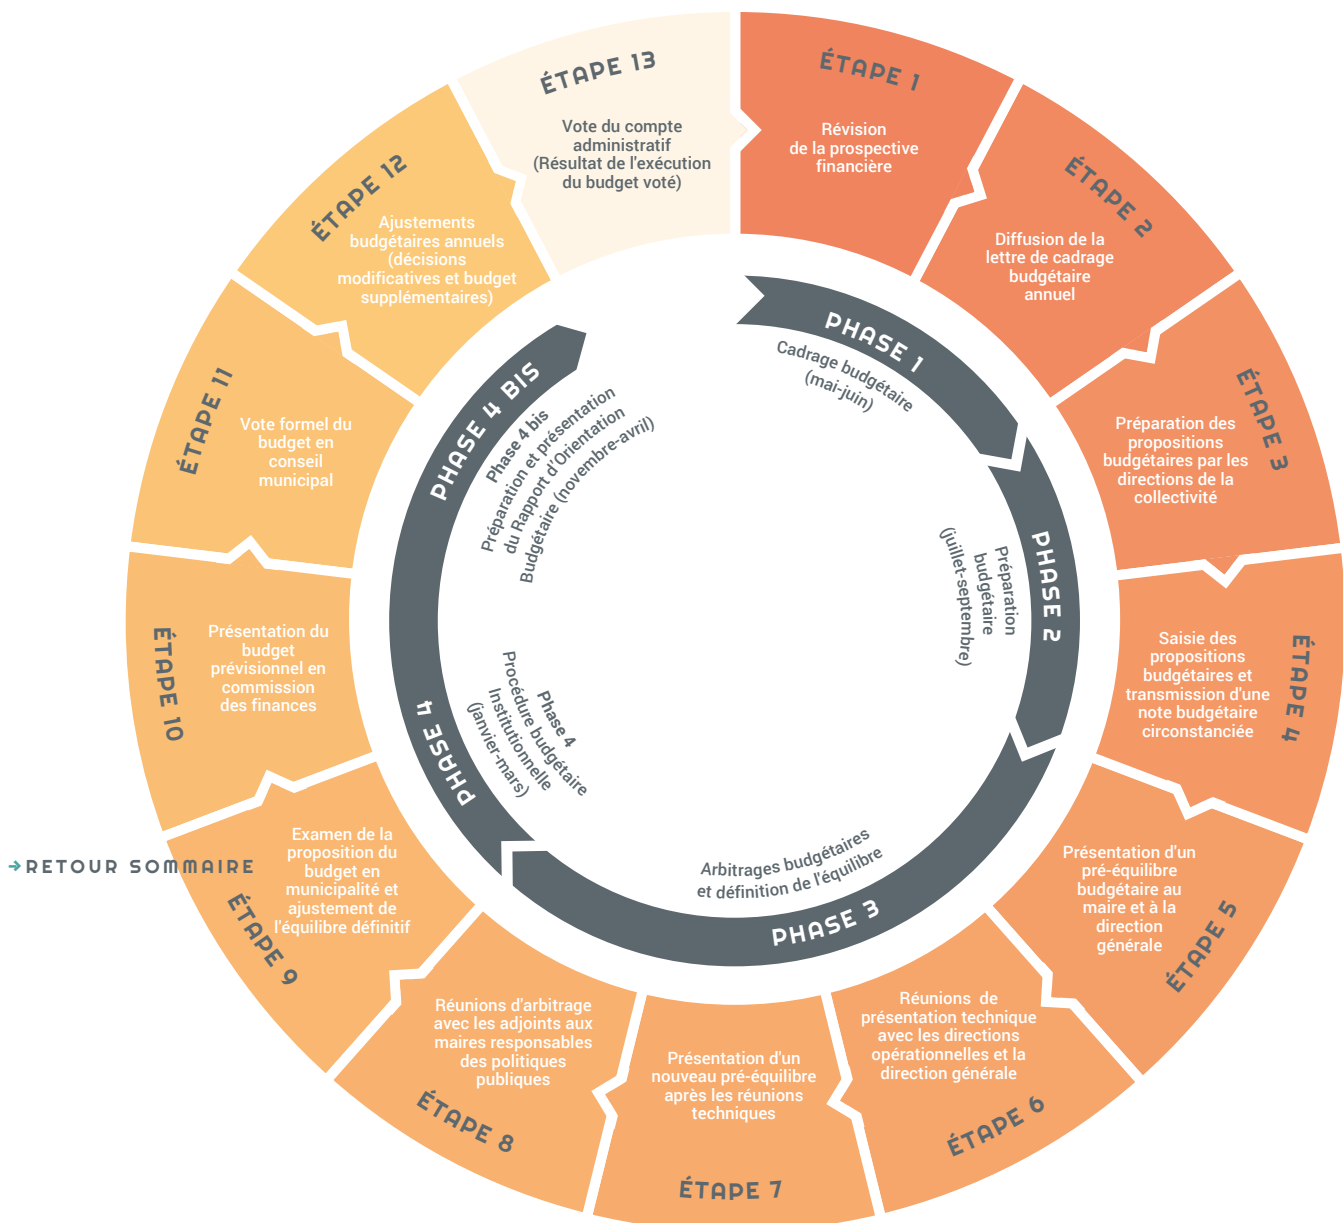 ÉTAPE 1
Révision
de la prospective
financière
ÉTAPE 2
Diffusion de la
lettre de cadrage
budgétaire
annuel
ÉTAPE 3
Préparation des
propositions
budgétaires par les
directions de la
collectivité
ÉTAPE 4
Saisie des
propositions
budgétaires et
transmission d'une
note budgétaire
circonstanciée
ÉTAPE 5
Présentation d'un
pré-équilibre
budgétaire au
maire et à la
direction
générale
ÉTAPE 6
Réunions de
présentation technique
avec les directions
opérationnelles et la
direction générale
ÉTAPE 7
Présentation d'un
nouveau pré-équilibre
après les réunions
techniques
ÉTAPE 8
Réunions d'arbitrage
avec les adjoints aux
maires responsables
des politiques
publiques
ÉTAPE 9
Examen de la
proposition du
budget en
municipalité et
ajustement de
l'équilibre définitif
ÉTAPE 10
Présentation du
budget
prévisionnel en
commission
des finances
ÉTAPE 11
Vote formel du
budget en
conseil
municipal
ÉTAPE 12
Ajustements
budgétaires annuels
(décisions
modificatives et budget
supplémentaires)
ÉTAPE 13
Vote du compte
administratif
(Résultat de l'exécution
du budget voté)
PHASE 1
Cadrage budgétaire
(mai-juin)
PHASE 2
Préparation
budgétaire
(juillet-septembre)
PHASE 3
Arbitrages budgétaires
et définition de l'équilibre
PHASE 4
Phase 4
Procédure budgétaire
Institutionnelle
(janvier-mars)
PHASE 4 BIS
Phase 4 bis
Préparation et présentation
du Rapport d'Orientation
Budgétaire (novembre-avril)
RETOUR SOMMAIRE